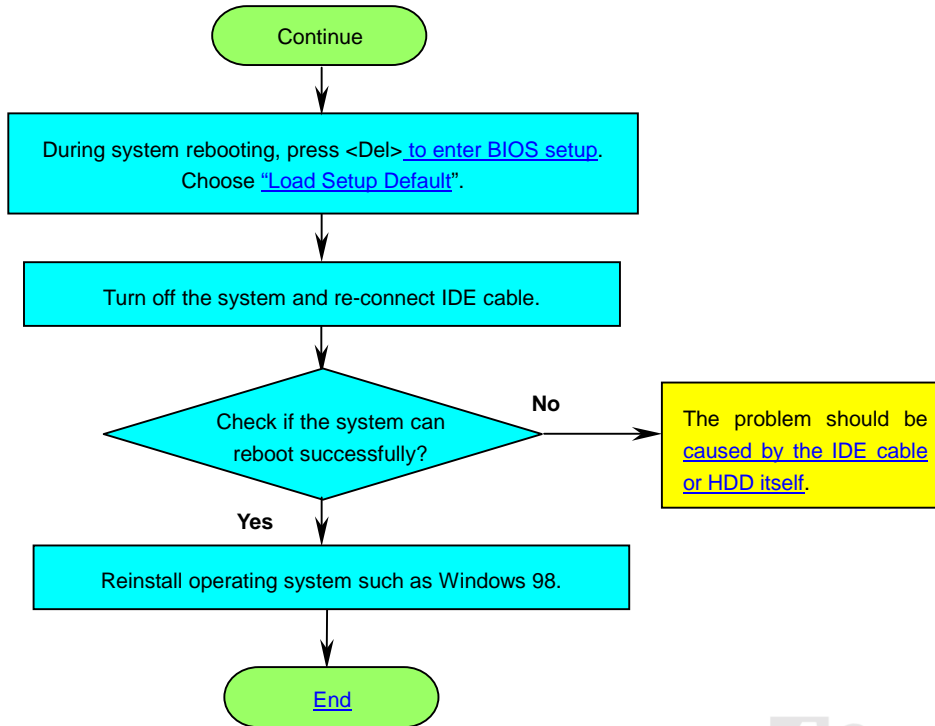 Continue
During system rebooting, press <Del> to enter BIOS setup.
Choose “Load Setup Default”.
Turn off the system and re-connect IDE cable.
Check if the system can
reboot successfully?
No
The problem should be
caused by the IDE cable
or HDD itself.
Yes
Reinstall operating system such as Windows 98.
End